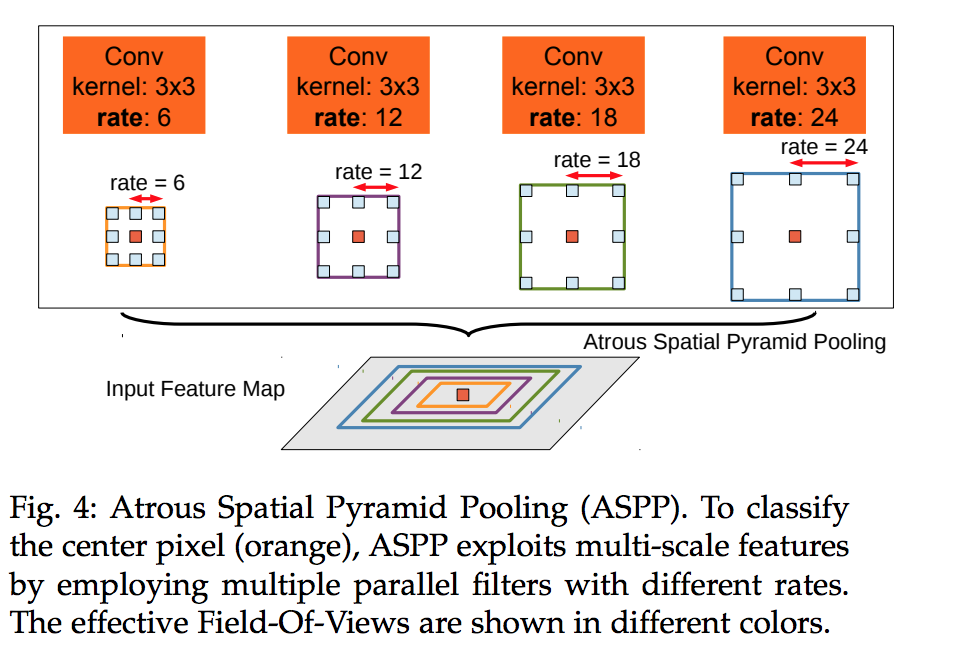 Conv
kernel: 3x3
rate: 6
Conv
kernel: 3x3
rate: 12
Conv
kernel: 3x3
rate: 18
Conv
kernel: 3x3
rate: 24
rate = 6
rate = 12
rate = 18
rate = 24
Atrous Spatial Pyramid Pooling
Input Feature Map
Fig. 4: Atrous Spatial Pyramid Pooling (ASPP). To classify
the center pixel (orange), ASPP exploits multi-scale features
by employing multiple parallel filters with different rates.
The effective Field-Of-Views are shown in different colors.